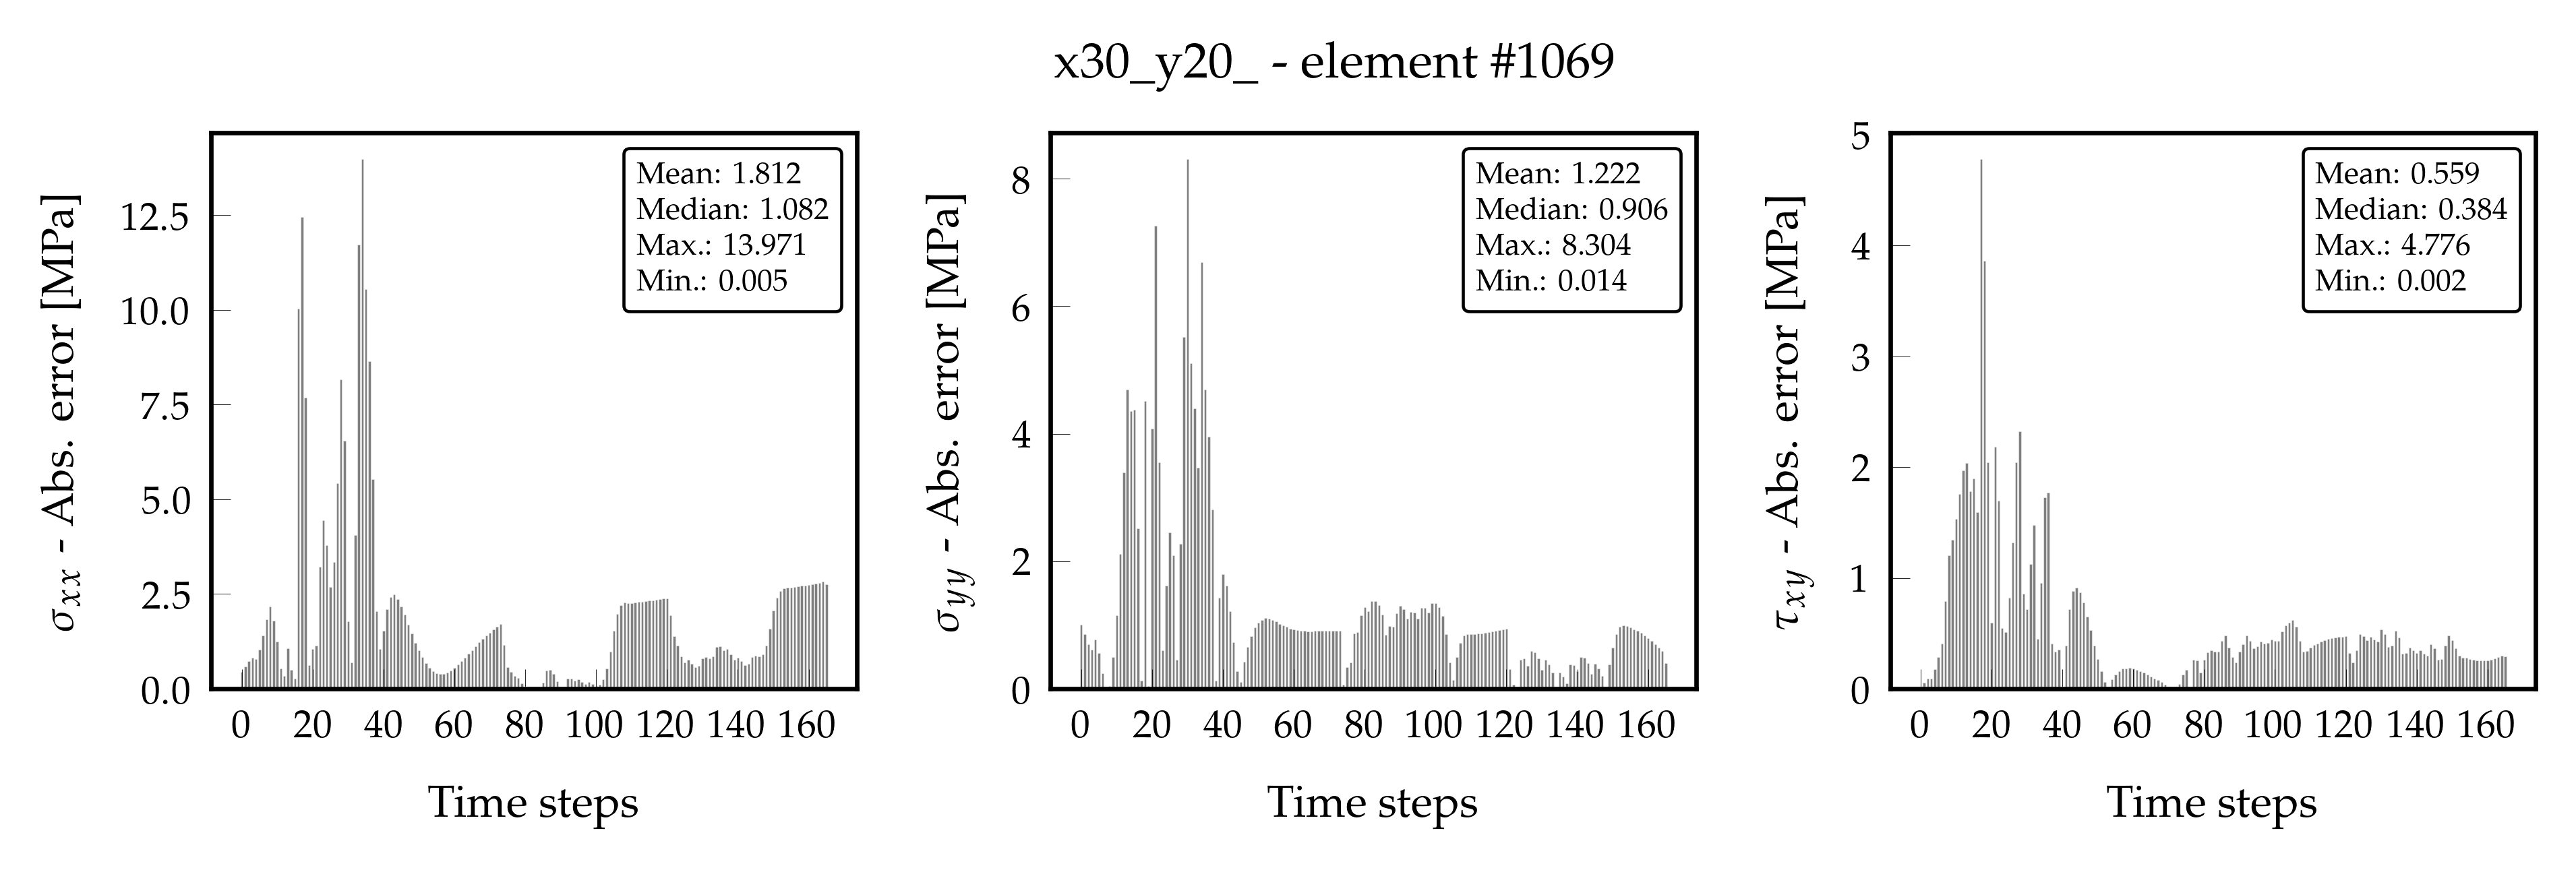 x30_y20_ - element #1069
σxx - Abs. error [MPa]
12.5
10.0
7.5
5.0
2.5
0.0
Mean: 1.812
Median: 1.082
Max.: 13.971
Min.: 0.005
0 20 40 60 80 100 120 140 160
Time steps
σyy - Abs. error [MPa]
8
6
4
2
0
Mean: 1.222
Median: 0.906
Max.: 8.304
Min.: 0.014
0 20 40 60 80 100 120 140 160
Time steps
τxy - Abs. error [MPa]
5
4
3
2
1
0
Mean: 0.559
Median: 0.384
Max.: 4.776
Min.: 0.002
0 20 40 60 80 100 120 140 160
Time steps